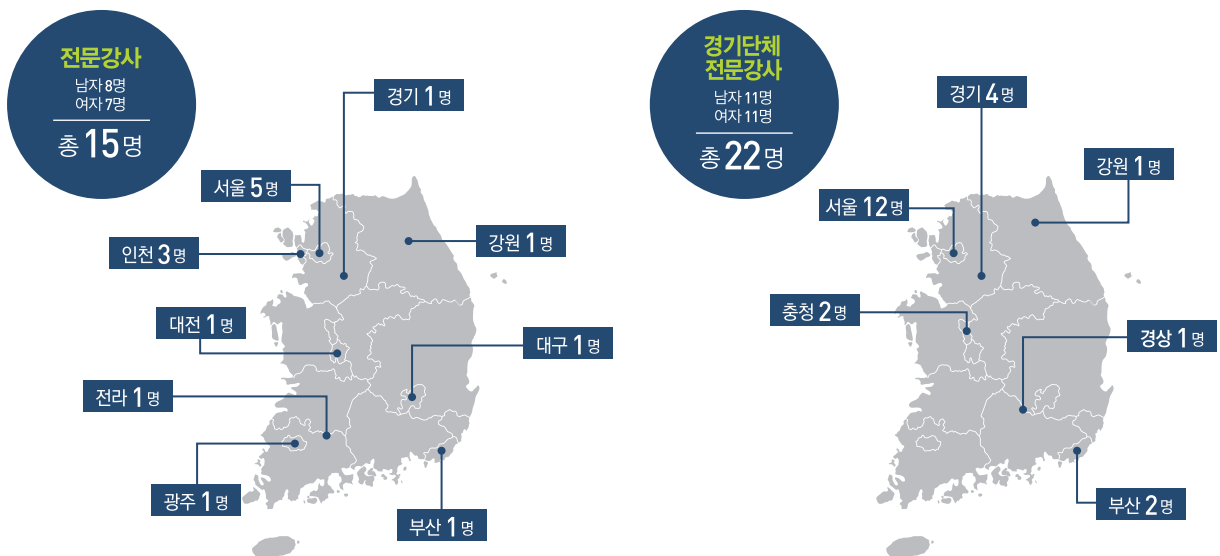 전문강사
남자 8명
여자 7명
총 15명
경기 1명
서울 5명
인천 3명
강원 1명
대전 1명
대구 1명
전라 1명
광주 1명
부산 1명
경기단체
전문강사
남자 11명
여자 11명
총 22명
경기 4명
강원 1명
서울 12명
충청 2명
경상 1명
부산 2명